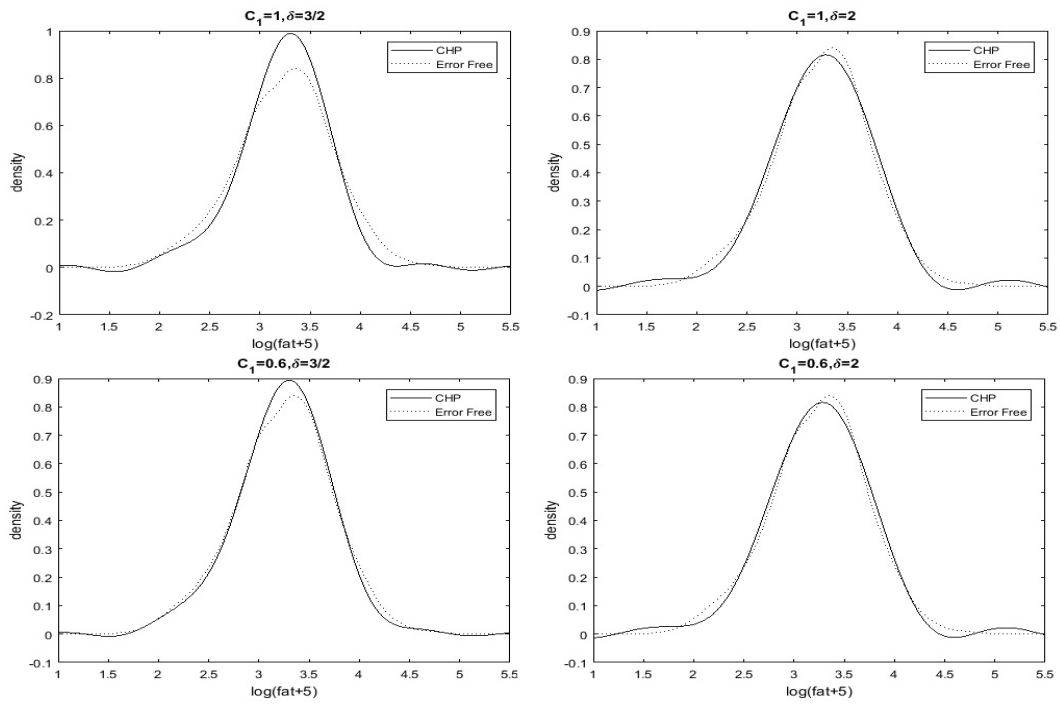 C1=1,δ=3/2
CHP
Error Free
density
1
0.8
0.6
0.4
0.2
0
-0.2
1 1.5 2 2.5 3 3.5 4 4.5 5 5.5
log(fat+5)
C1=1,δ=2
CHP
Error Free
density
0.9
0.8
0.7
0.6
0.5
0.4
0.3
0.2
0.1
0
-0.1
1 1.5 2 2.5 3 3.5 4 4.5 5 5.5
log(fat+5)
C1=0.6,δ=3/2
CHP
Error Free
density
0.9
0.8
0.7
0.6
0.5
0.4
0.3
0.2
0.1
0
-0.1
1 1.5 2 2.5 3 3.5 4 4.5 5 5.5
log(fat+5)
C1=0.6,δ=2
CHP
Error Free
density
0.9
0.8
0.7
0.6
0.5
0.4
0.3
0.2
0.1
0
-0.1
1 1.5 2 2.5 3 3.5 4 4.5 5 5.5
log(fat+5)